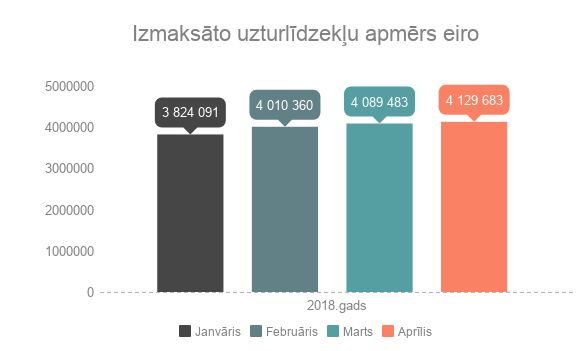 Izmaksāto uzturlīdzekļu apmērs eiro
5000000
4000000
3000000
2000000
1000000
0
3 824 091
4 010 360
4 089 483
4 129 683
2018.gads
Janvāris Februāris Marts Aprīlis